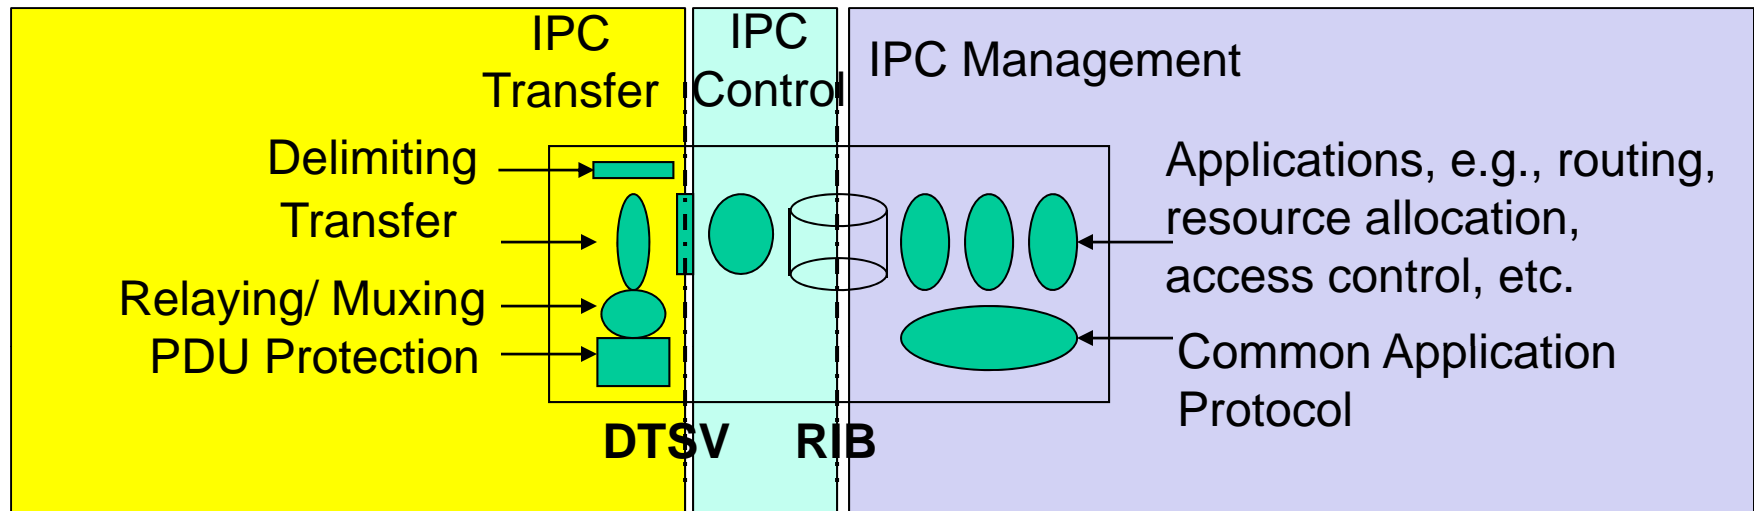 IPC
Transfer
IPC
Control
IPC Management
Delimiting
Transfer
Relaying/ Muxing
PDU Protection
Applications, e.g., routing,
resource allocation,
access control, etc.
Common Application
Protocol
DTSV
RIB